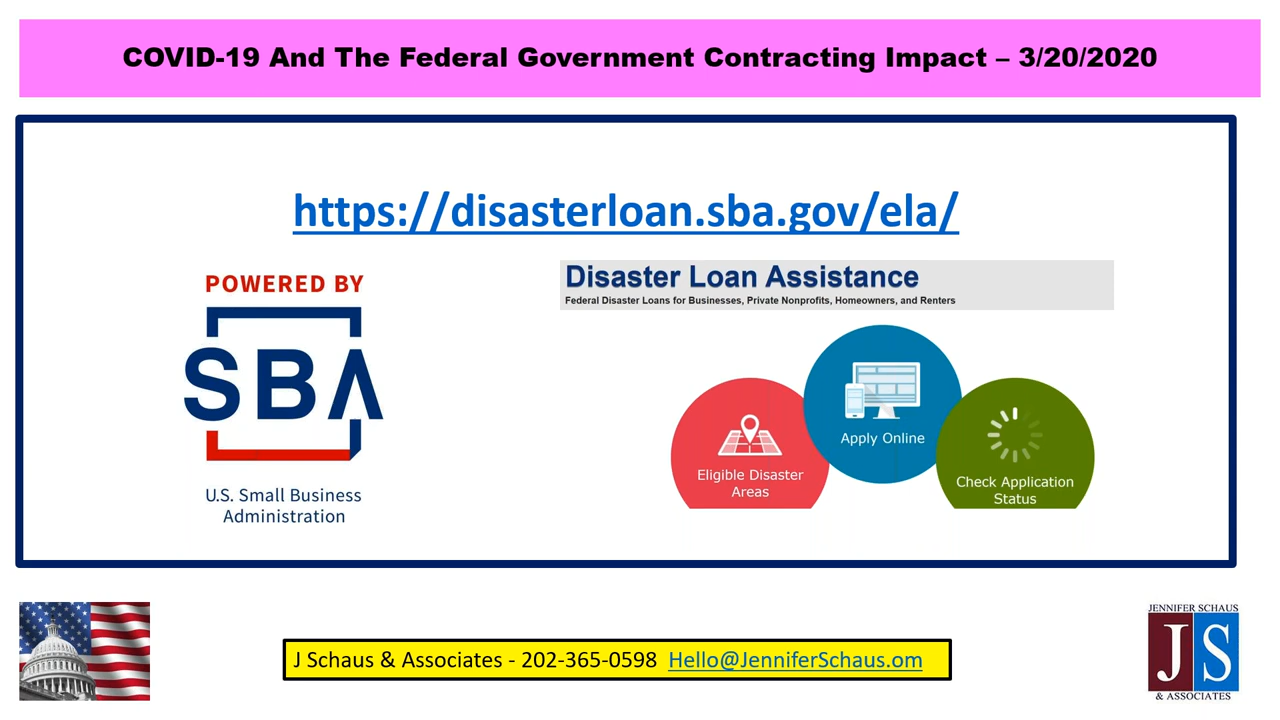 COVID-19 And The Federal Government Contracting Impact – 3/20/2020
https://disasterloan.sba.gov/ela/
POWERED BY
SBA
U.S. Small Business
Administration
Disaster Loan Assistance
Federal Disaster Loans for Businesses, Private Nonprofits, Homeowners, and Renters
Eligible Disaster
Areas
Apply Online
Check Application
Status
J Schaus & Associates - 202-365-0598 Hello@JenniferSchaus.om
JENNIFER SCHAUS
JS
& ASSOCIATES